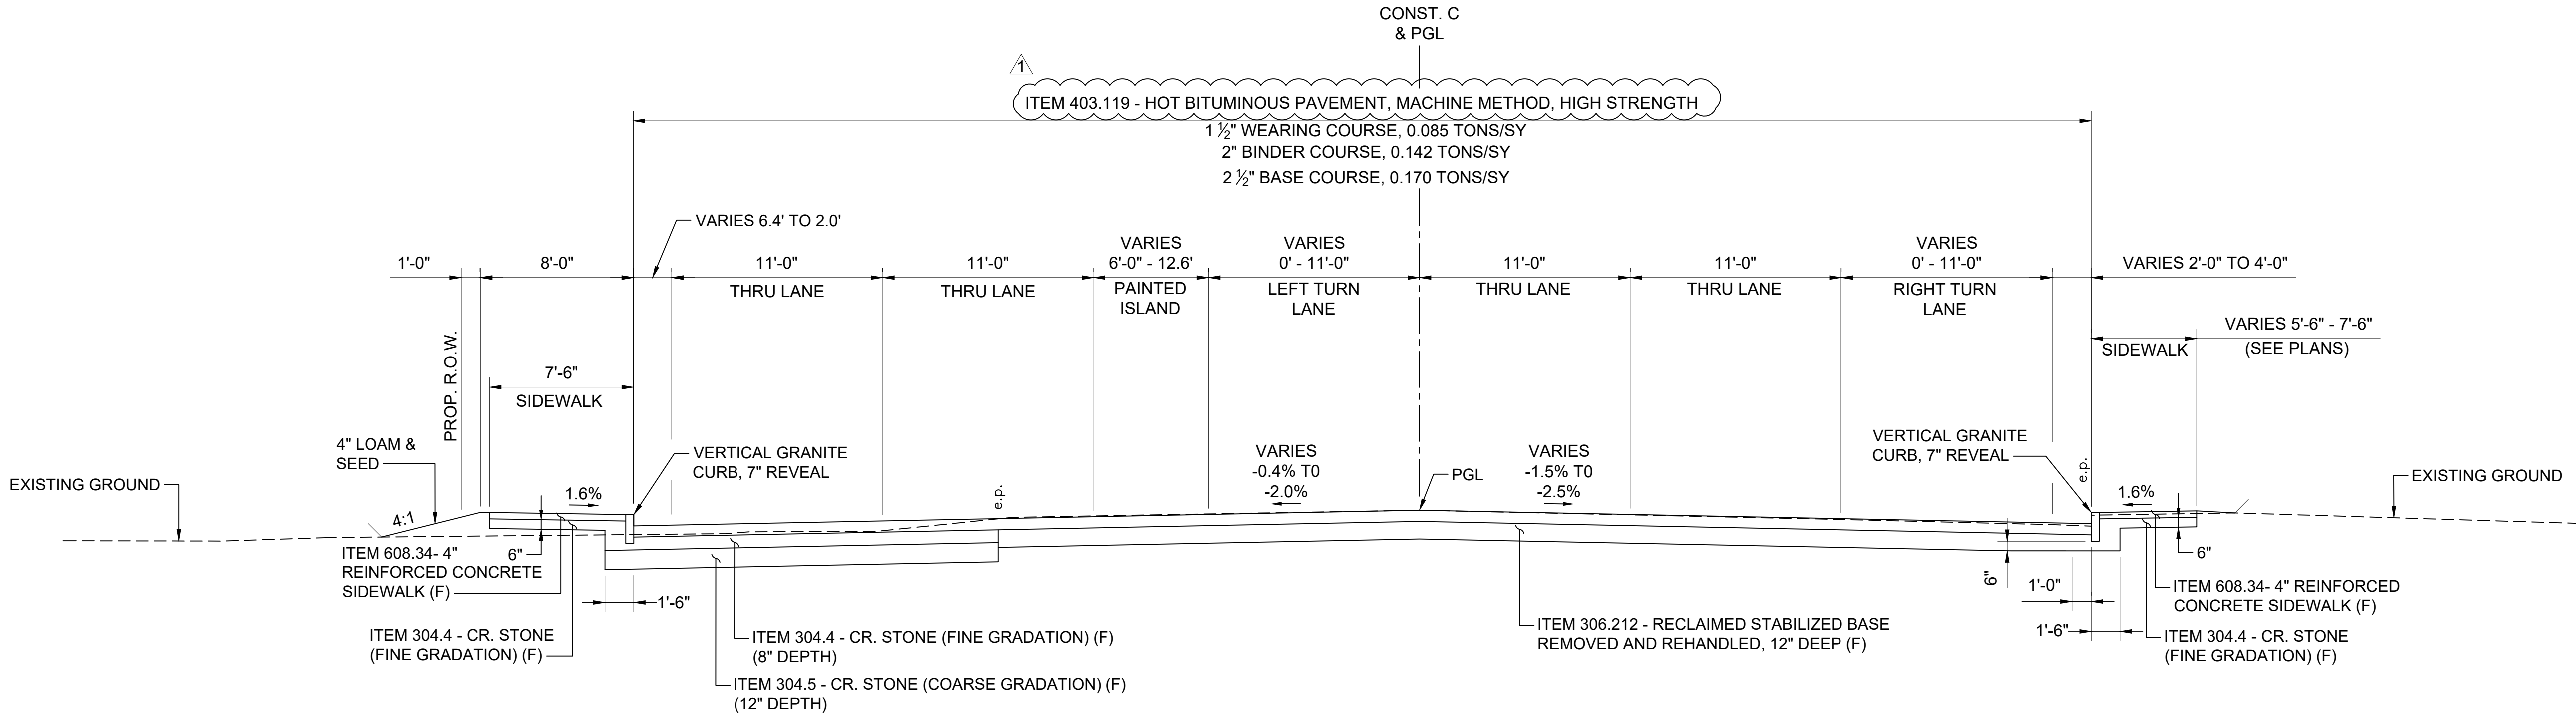 CONST. C
& PGL
1
ITEM 403.119 - HOT BITUMINOUS PAVEMENT, MACHINE METHOD, HIGH STRENGTH
1 ½" WEARING COURSE, 0.085 TONS/SY
2" BINDER COURSE, 0.142 TONS/SY
2 ½" BASE COURSE, 0.170 TONS/SY
VARIES 6.4' TO 2.0'
1'-0"
8'-0"
11'-0"
THRU LANE
11'-0"
THRU LANE
VARIES
6'-0" - 12.6'
PAINTED
ISLAND
VARIES
0' - 11'-0"
LEFT TURN
LANE
11'-0"
THRU LANE
11'-0"
THRU LANE
VARIES
0' - 11'-0"
RIGHT TURN
LANE
VARIES 2'-0" TO 4'-0"
VARIES 5'-6" - 7'-6"
(SEE PLANS)
SIDEWALK
PROP. R.O.W.
7'-6"
SIDEWALK
4" LOAM &
SEED
EXISTING GROUND
4:1
1.6%
VERTICAL GRANITE
CURB, 7" REVEAL
e.p.
VARIES
-0.4% T0
-2.0%
PGL
VARIES
-1.5% T0
-2.5%
VERTICAL GRANITE
CURB, 7" REVEAL
e.p.
1.6%
EXISTING GROUND
ITEM 608.34- 4"
REINFORCED CONCRETE
SIDEWALK (F)
6"
ITEM 304.4 - CR. STONE
(FINE GRADATION) (F)
1'-6"
ITEM 304.4 - CR. STONE (FINE GRADATION) (F)
(8" DEPTH)
ITEM 304.5 - CR. STONE (COARSE GRADATION) (F)
(12" DEPTH)
ITEM 306.212 - RECLAIMED STABILIZED BASE
REMOVED AND REHANDLED, 12" DEEP (F)
6"
1'-0"
1'-6"
6"
ITEM 608.34- 4" REINFORCED
CONCRETE SIDEWALK (F)
ITEM 304.4 - CR. STONE
(FINE GRADATION) (F)